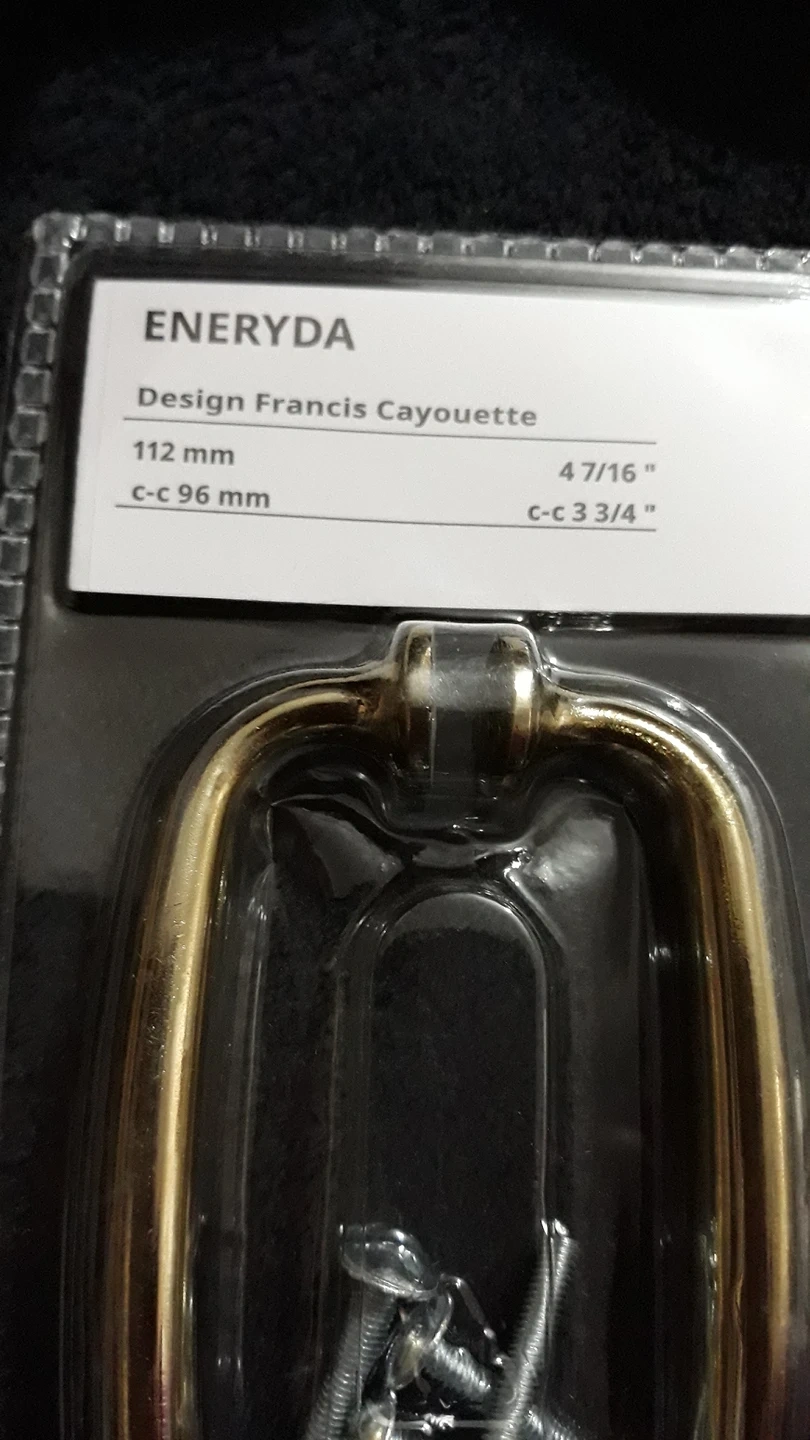 ENERYDA
Design Francis Cayouette
112 mm 4 7/16 "
c-c 96 mm c-c 3 3/4 "